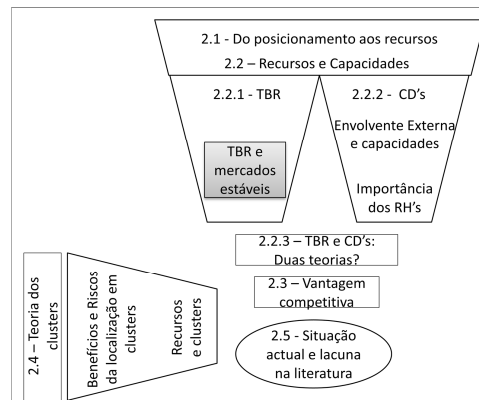 2.1 - Do posicionamento aos recursos
2.2 – Recursos e Capacidades
2.2.1 - TBR
TBR e
mercados
estáveis
2.2.2 - CD's
Envolvente Externa
e capacidades
Importância
dos RH's
2.2.3 – TBR e CD's:
Duas teorias?
2.3 – Vantagem
competitiva
2.4 – Teoria dos
clusters
Benefícios e Riscos
da localização em
clusters
Recursos
e clusters
2.5 - Situação
actual e lacuna
na literatura